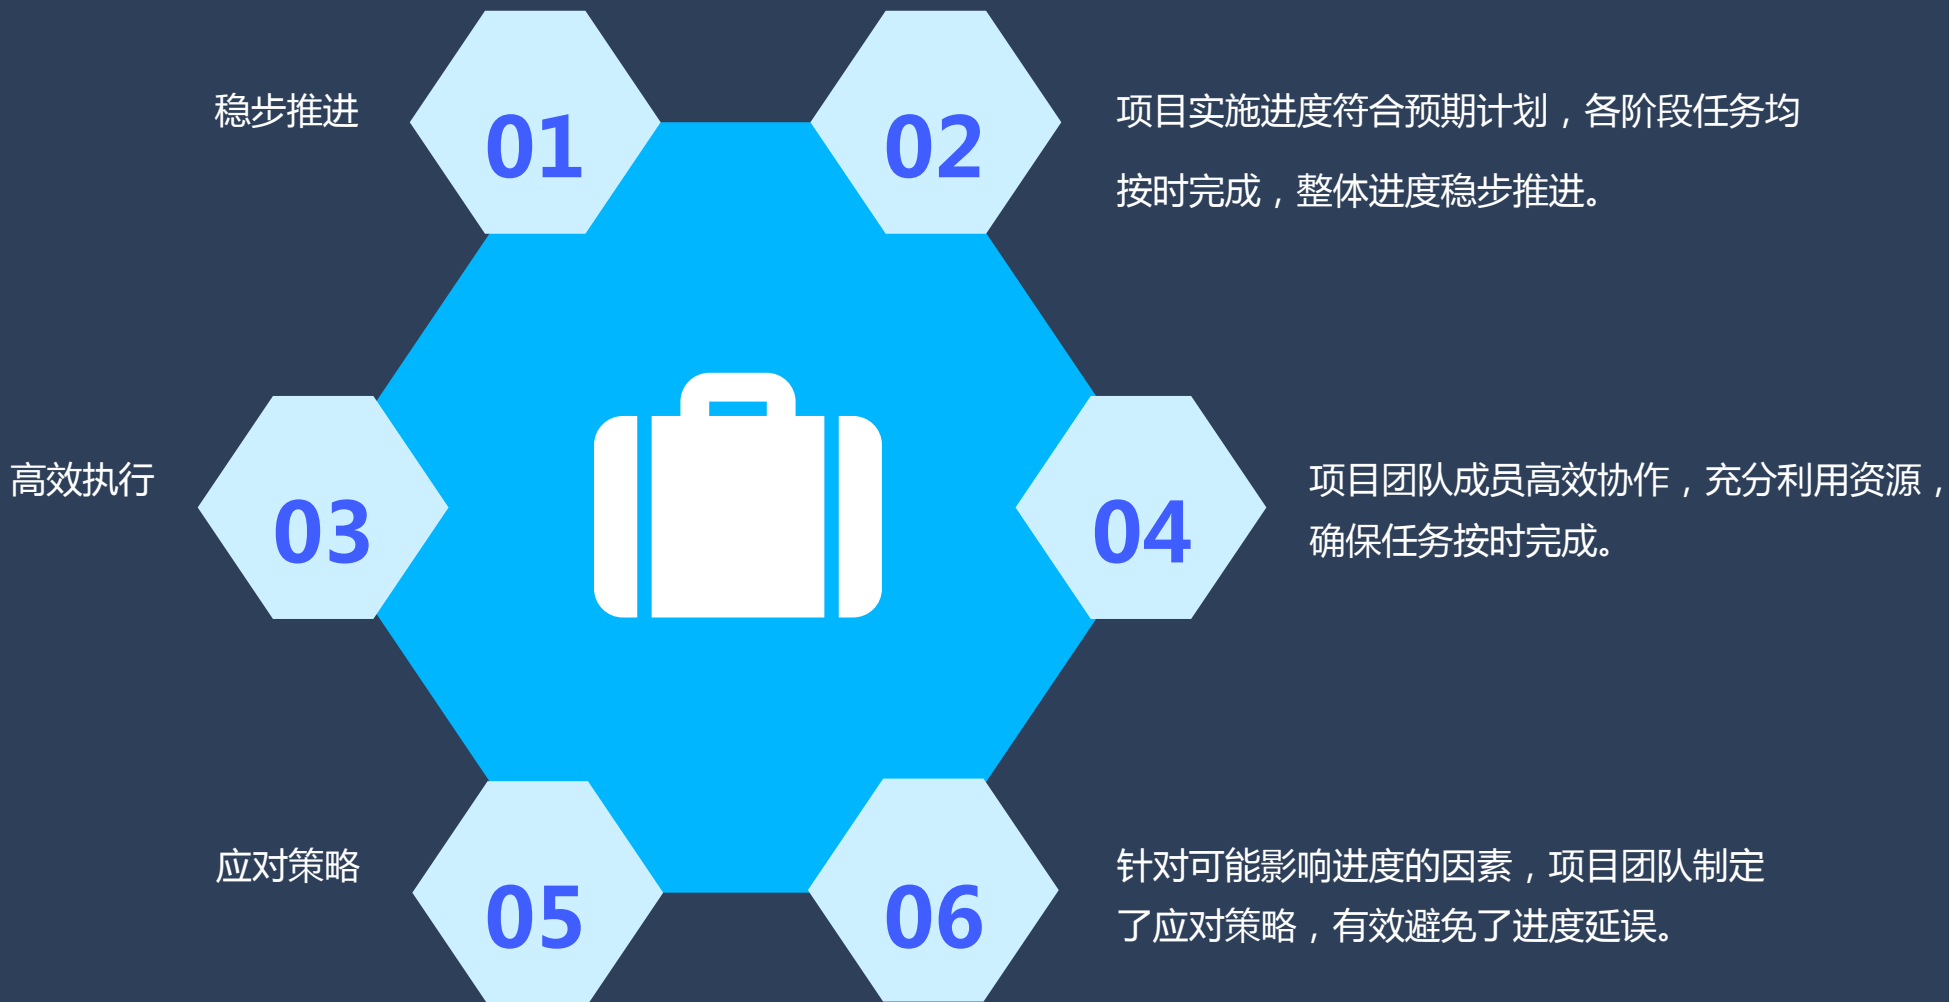 稳步推进
01
02
项目实施进度符合预期计划，各阶段任务均
按时完成，整体进度稳步推进。
高效执行
03
04
项目团队成员高效协作，充分利用资源，
确保任务按时完成。
应对策略
05
06
针对可能影响进度的因素，项目团队制定
了应对策略，有效避免了进度延误。